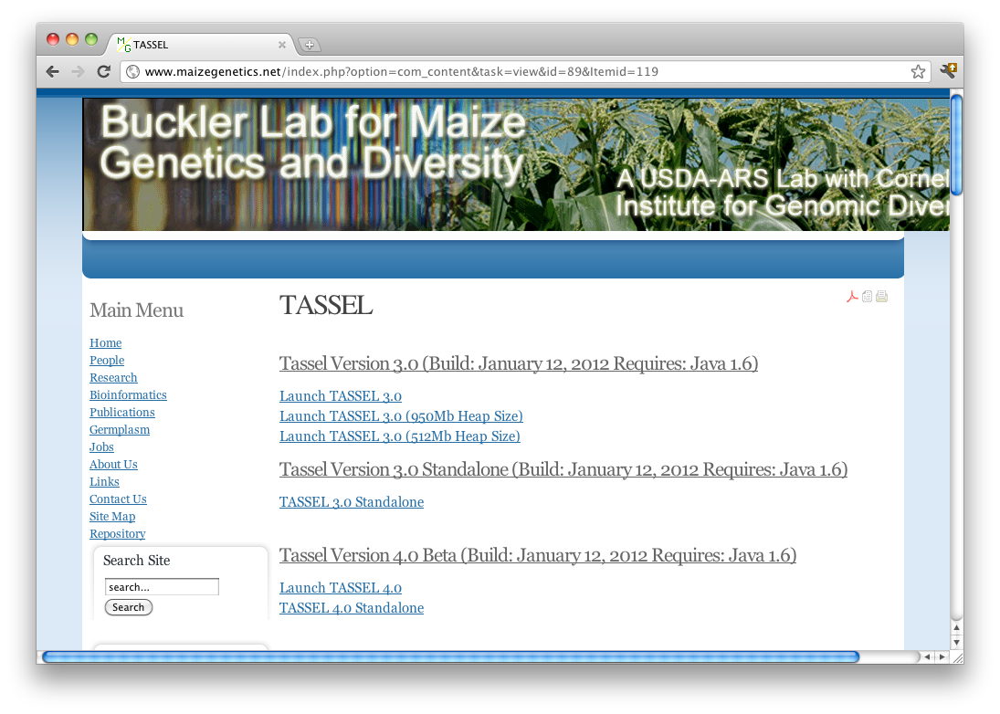 TASSEL
www.maizegenetics.net/index.php?option=com_content&task=view&id=89&Itemid=119
Buckler Lab for Maize
Genetics and Diversity
A USDA-ARS Lab with Cornel
Institute for Genomic Diver
Main Menu
Home
People
Research
Bioinformatics
Publications
Germplasm
Jobs
About Us
Links
Contact Us
Site Map
Repository
Search Site
search...
Search
TASSEL
Tassel Version 3.0 (Build: January 12, 2012 Requires: Java 1.6)
Launch TASSEL 3.0
Launch TASSEL 3.0 (950Mb Heap Size)
Launch TASSEL 3.0 (512Mb Heap Size)
Tassel Version 3.0 Standalone (Build: January 12, 2012 Requires: Java 1.6)
TASSEL 3.0 Standalone
Tassel Version 4.0 Beta (Build: January 12, 2012 Requires: Java 1.6)
Launch TASSEL 4.0
TASSEL 4.0 Standalone